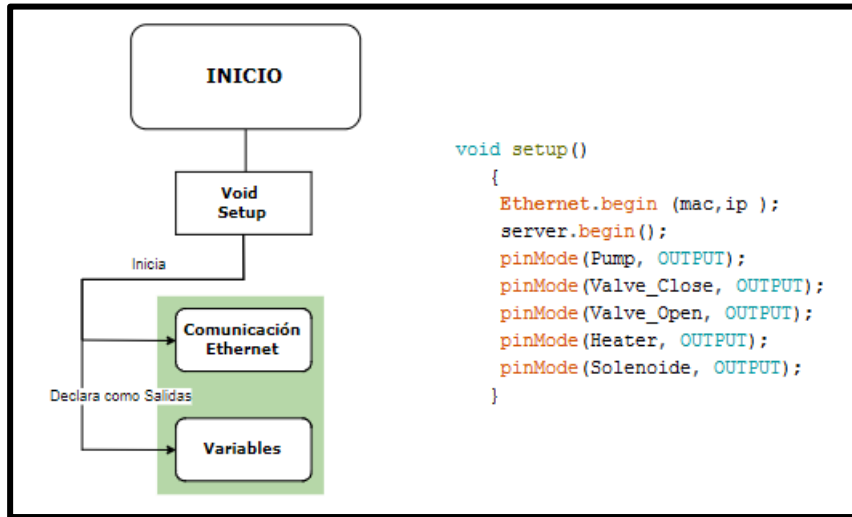 INICIO
Void
Setup
Inicia
Comunicación
Ethernet
Declara como Salidas
Variables
void setup()
{
Ethernet.begin (mac,ip );
server.begin();
pinMode(Pump, OUTPUT);
pinMode(Valve_Close, OUTPUT);
pinMode(Valve_Open, OUTPUT);
pinMode(Heater, OUTPUT);
pinMode(Solenoide, OUTPUT);
}